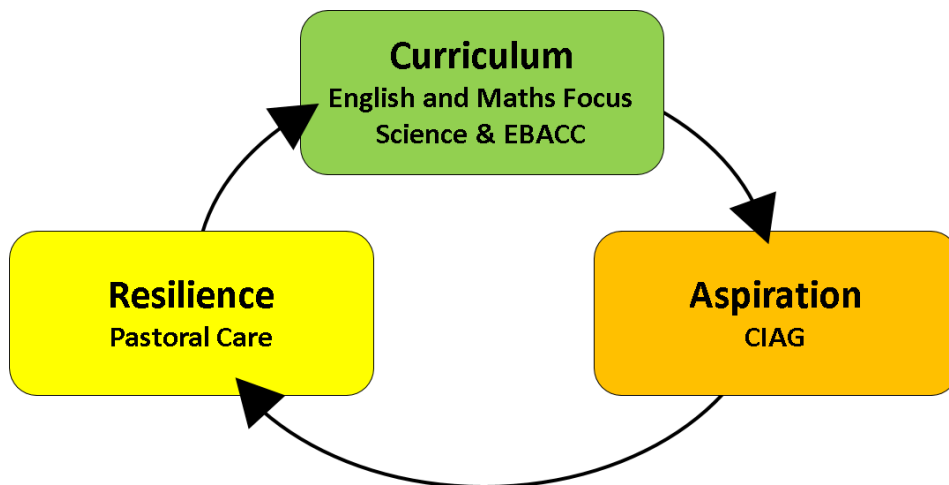 Curriculum
English and Maths Focus
Science & EBACC
Resilience
Pastoral Care
Aspiration
CIAG